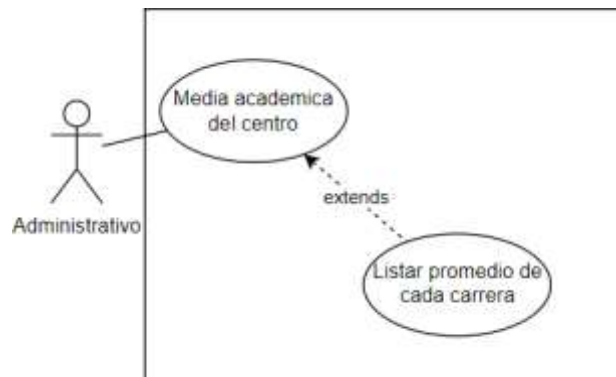 Media academica
del centro
Administrativo
extends
Listar promedio de
cada carrera